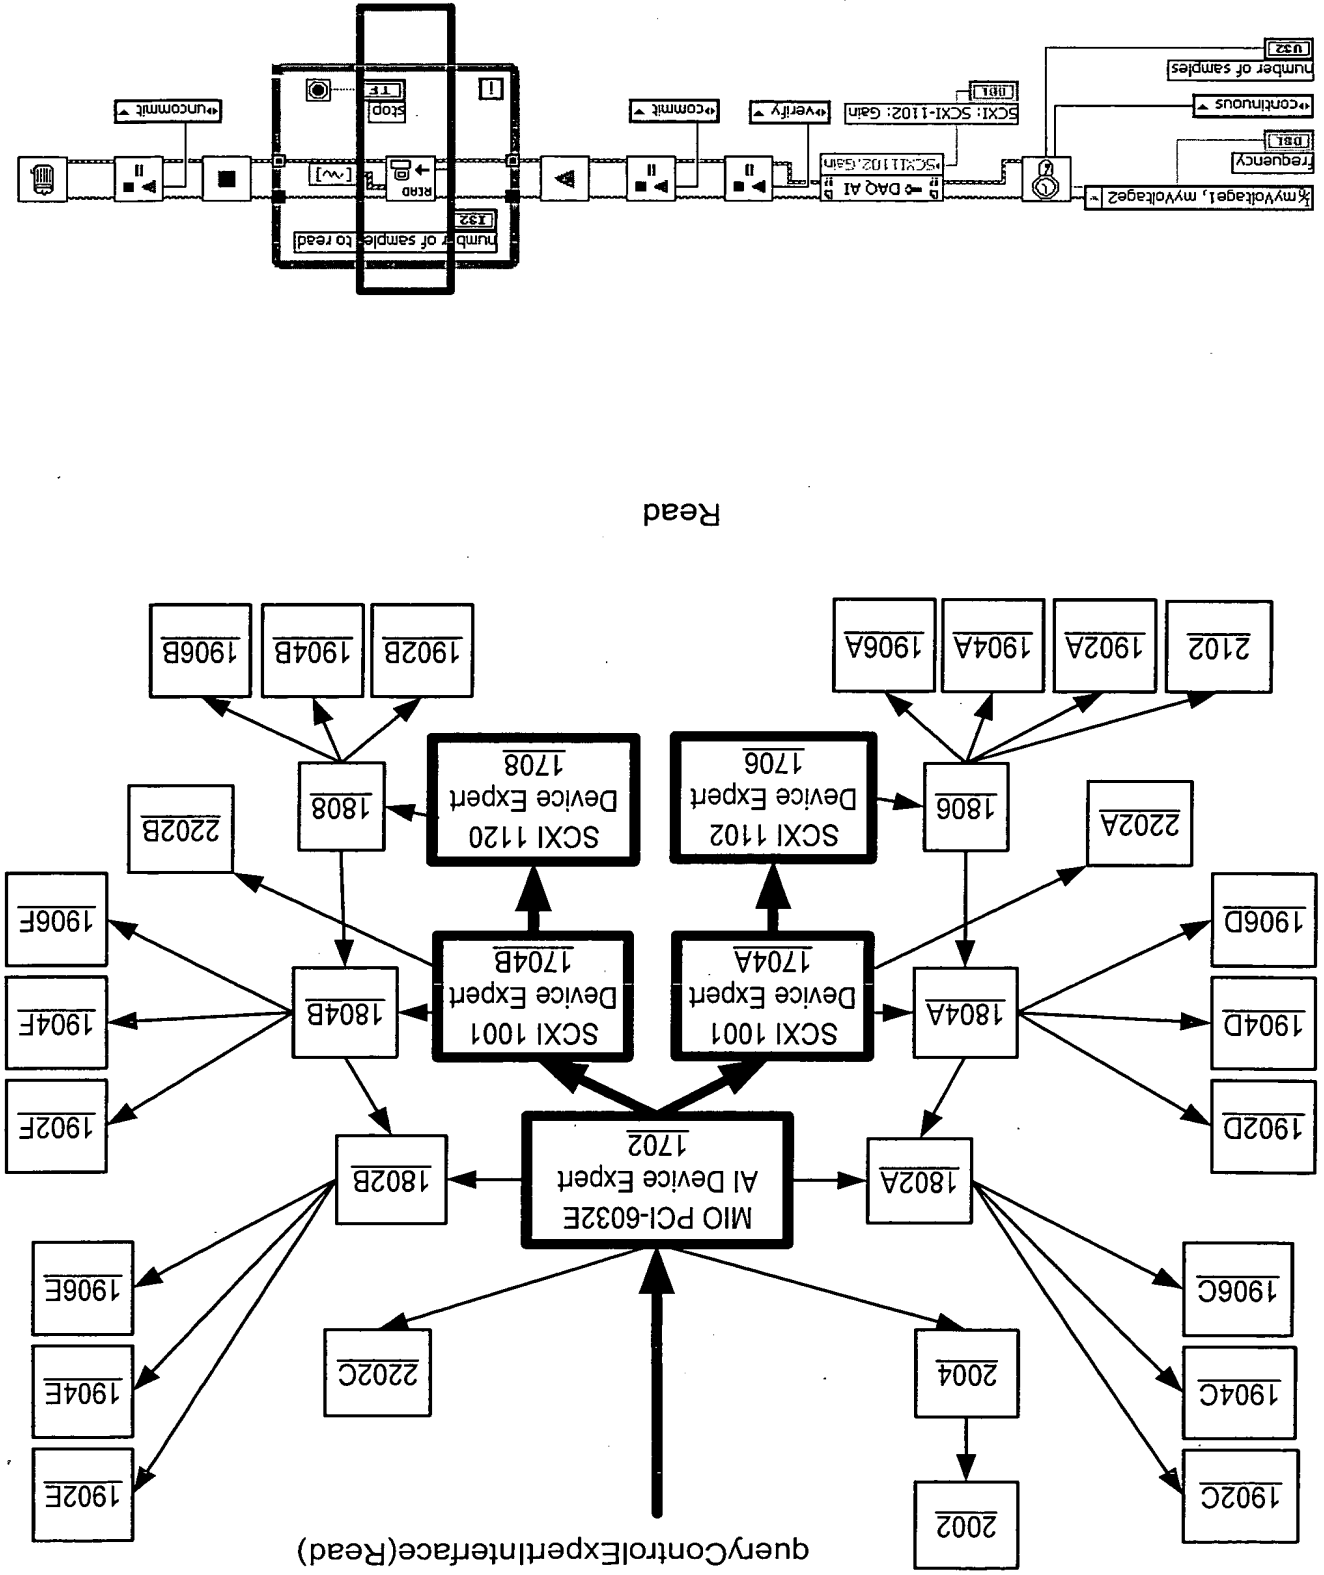 queryControlExpertInterface(Read)
1902C
2002
1902E
1904C
2004
2202C
1904E
1906C
1906E
1802A
MIO PCI-6032E
AI Device Expert
1702
1802B
1902D
1902F
1904D
1804A
SCXI 1001
Device Expert
1704A
SCXI 1001
Device Expert
1704B
1804B
1904F
1906D
1906F
2202A
1806
SCXI 1102
Device Expert
1706
SCXI 1120
Device Expert
1708
1808
2202B
2102
1902A
1904A
1906A
1902B
1904B
1906B
Read
number of samples to read
I32
myVoltage1, myVoltage2
frequency
DBL
continuous
number of samples
U32
DAQ AI
SCXI1102.Gain
SCXI: SCXI-1102: Gain
DBL
verify
commit
READ
stop
TF
i
uncommit